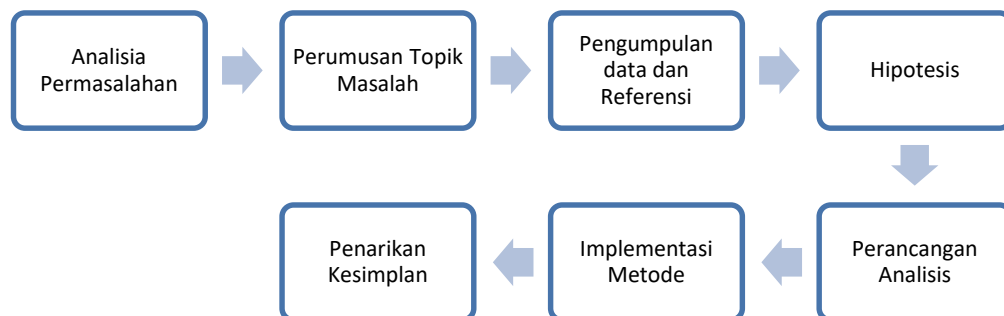 Analisia
Permasalahan
Perumusan Topik
Masalah
Pengumpulan
data dan
Referensi
Hipotesis
Perancangan
Analisis
Implementasi
Metode
Penarikan
Kesimplan